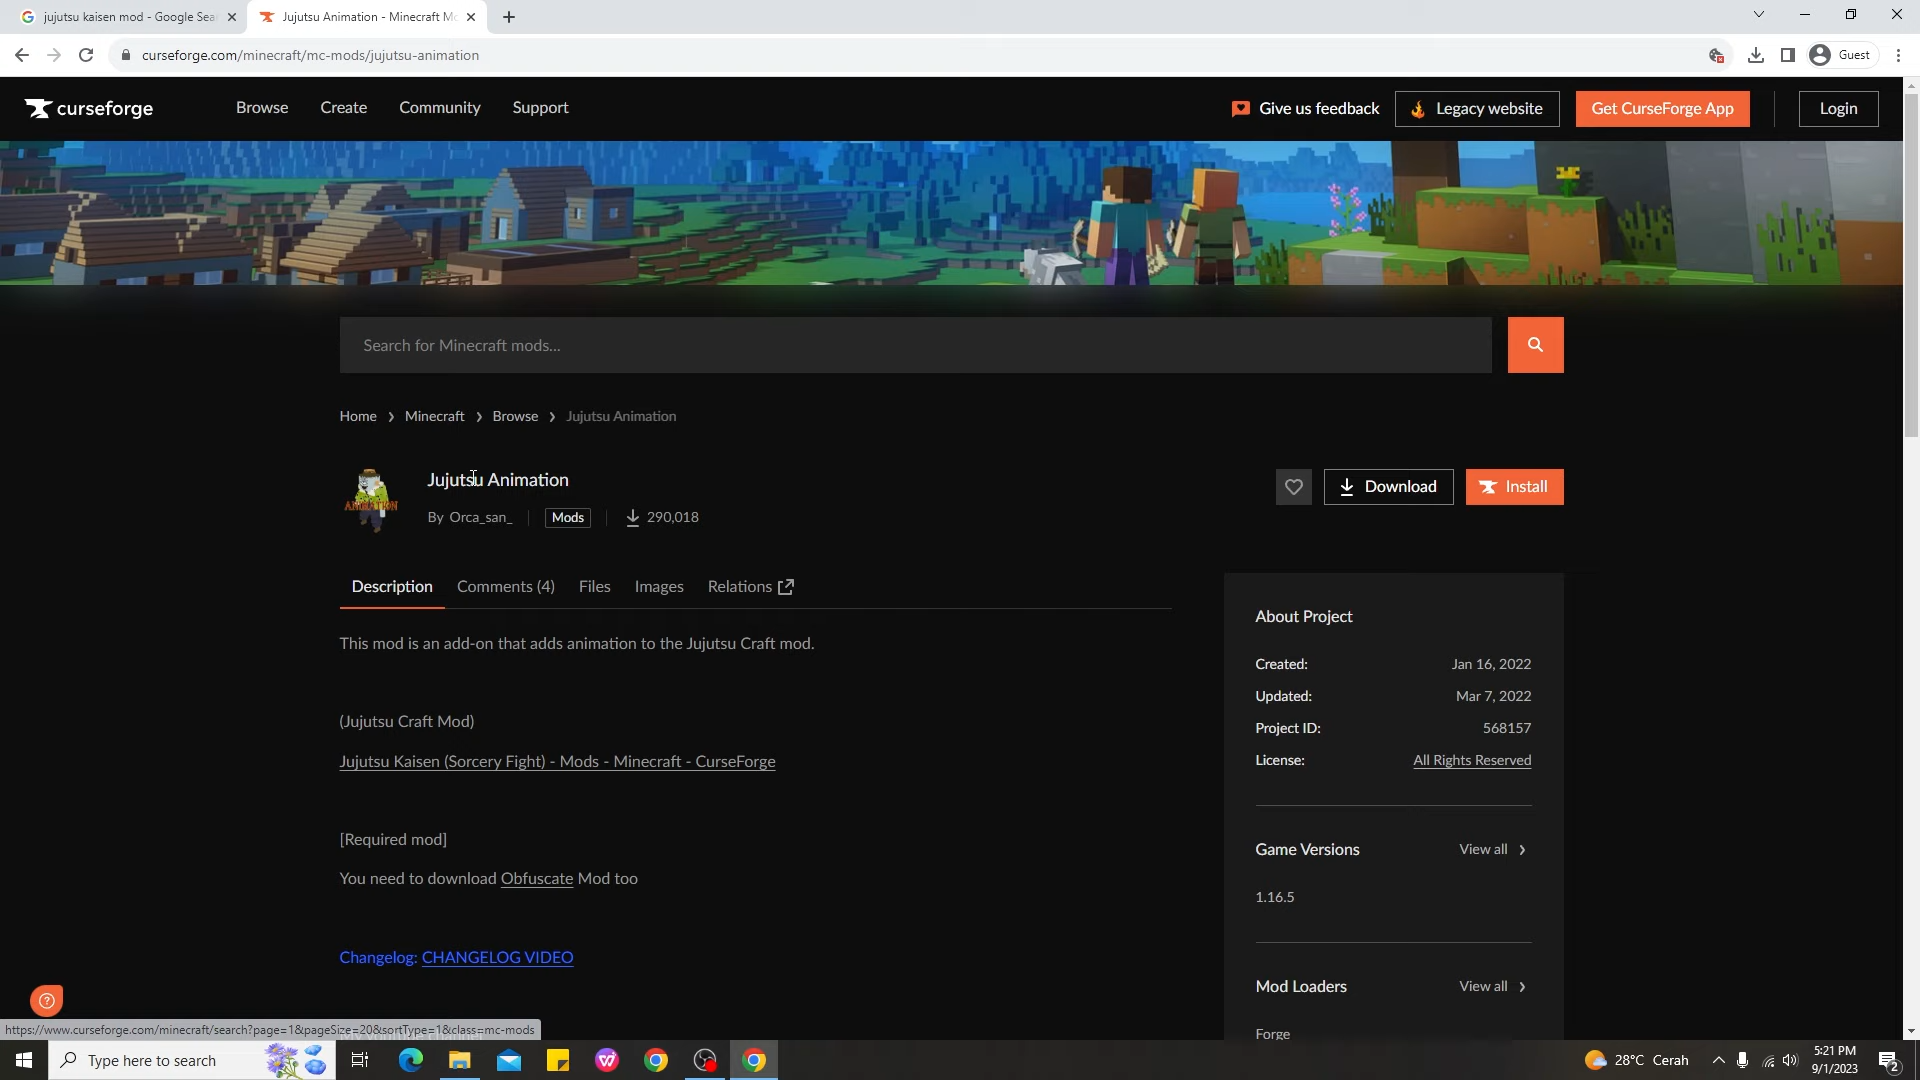 jujutsu kaisen mod - Google Sea
Jujutsu Animation - Minecraft Mo
curseforge.com/minecraft/mc-mods/jujutsu-animation
Guest
curseforge
Browse
Create
Community
Support
Give us feedback
Legacy website
Get CurseForge App
Login
Search for Minecraft mods...
Home > Minecraft > Browse > Jujutsu Animation
ANIMATION
Jujutsu Animation
By Orca_san_
Mods
290,018
Download
Install
Description
Comments (4)
Files
Images
Relations
This mod is an add-on that adds animation to the Jujutsu Craft mod.
(Jujutsu Craft Mod)
Jujutsu Kaisen (Sorcery Fight) - Mods - Minecraft - CurseForge
[Required mod]
You need to download Obfuscate Mod too
Changelog: CHANGELOG VIDEO
About Project
Created: Jan 16, 2022
Updated: Mar 7, 2022
Project ID: 568157
License: All Rights Reserved
Game Versions
View all >
1.16.5
Mod Loaders
View all >
Forge
https://www.curseforge.com/minecraft/search?page=1&pageSize=20&sortType=1&class=mc-mods
Type here to search
28°C Cerah
5:21 PM
9/1/2023
2